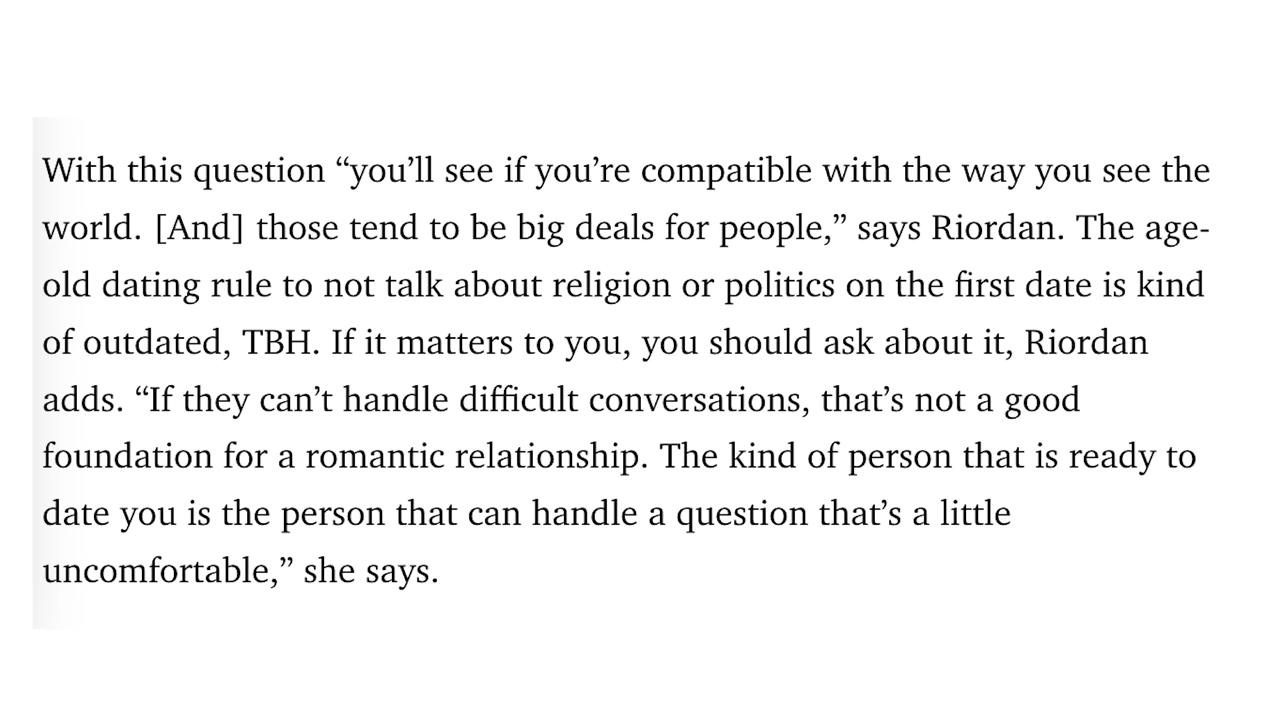 With this question “you’ll see if you’re compatible with the way you see the
world. [And] those tend to be big deals for people,” says Riordan. The age-
old dating rule to not talk about religion or politics on the first date is kind
of outdated, TBH. If it matters to you, you should ask about it, Riordan
adds. “If they can’t handle difficult conversations, that’s not a good
foundation for a romantic relationship. The kind of person that is ready to
date you is the person that can handle a question that’s a little
uncomfortable,” she says.